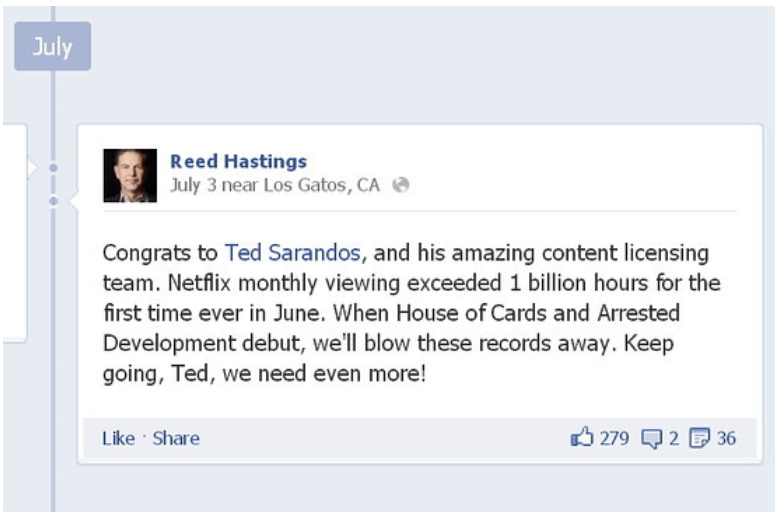 July
Reed Hastings
July 3 near Los Gatos, CA
Congrats to Ted Sarandos, and his amazing content licensing
team. Netflix monthly viewing exceeded 1 billion hours for the
first time ever in June. When House of Cards and Arrested
Development debut, we'll blow these records away. Keep
going, Ted, we need even more!
Like · Share 279 2 36